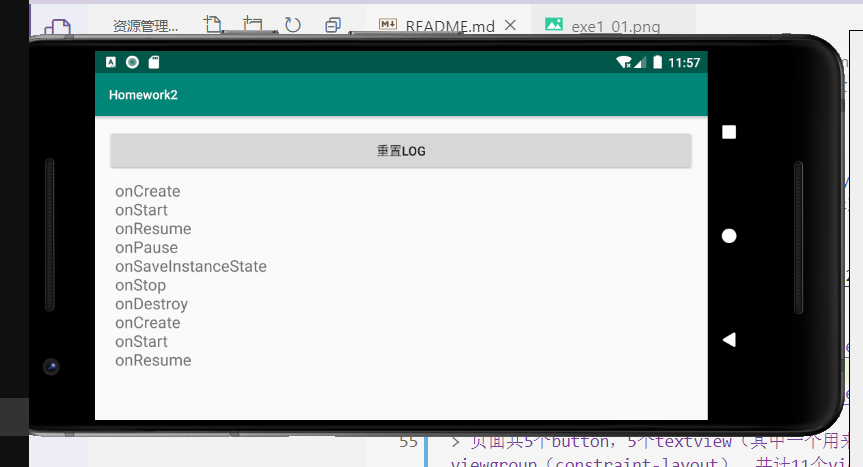 资源管理...
README.md
exe1_01.png
11:57
Homework2
重置LOG
onCreate
onStart
onResume
onPause
onSaveInstanceState
onStop
onDestroy
onCreate
onStart
onResume
55
> 页面共5个button，5个textview（其中一个用来
viewgroup（constraint-layout），共计11个vi